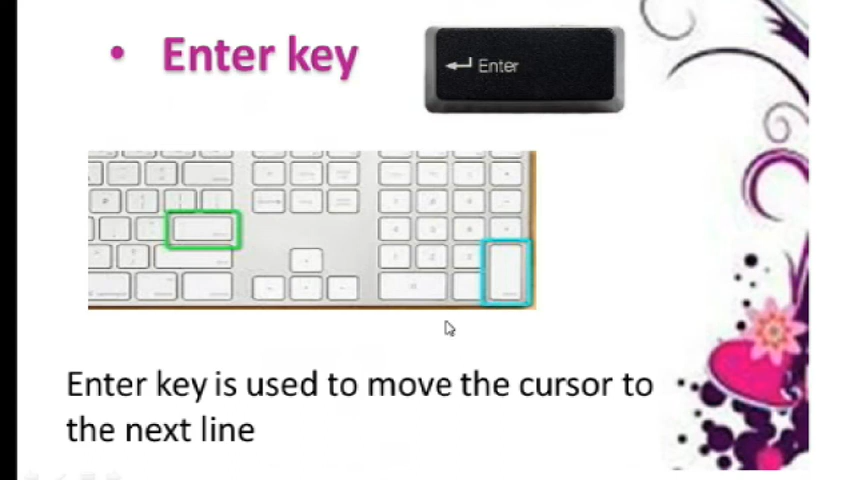 • Enter key
Enter
Enter key is used to move the cursor to
the next line